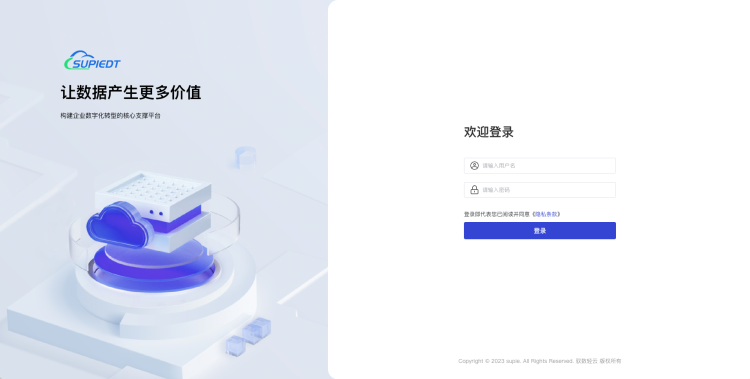 SUPIEDT
让数据产生更多价值
构建企业数字化转型的核心支撑平台
欢迎登录
请输入用户名
请输入密码
登录即代表您已阅读并同意《隐私条款》
登录
Copyright © 2023 supie. All Rights Reserved. 云数轻云 版权所有